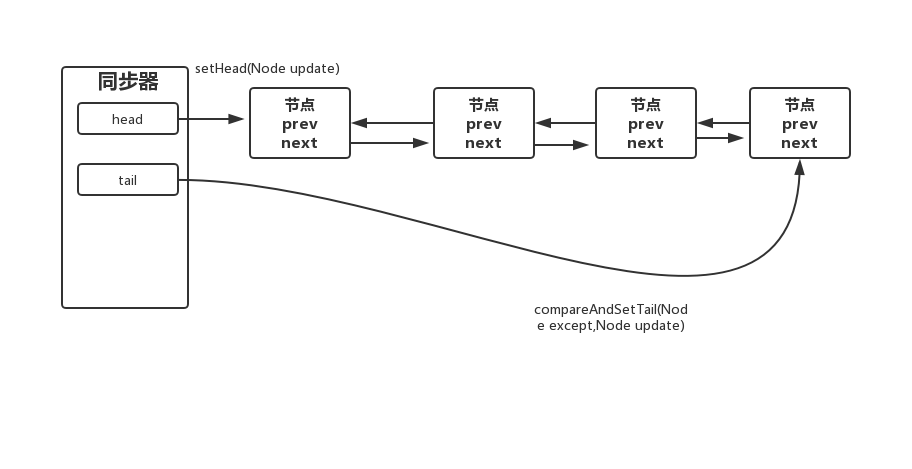 setHead(Node update)
同步器
head
tail
节点
prev
next
节点
prev
next
节点
prev
next
节点
prev
next
compareAndSetTail(Nod
e except,Node update)